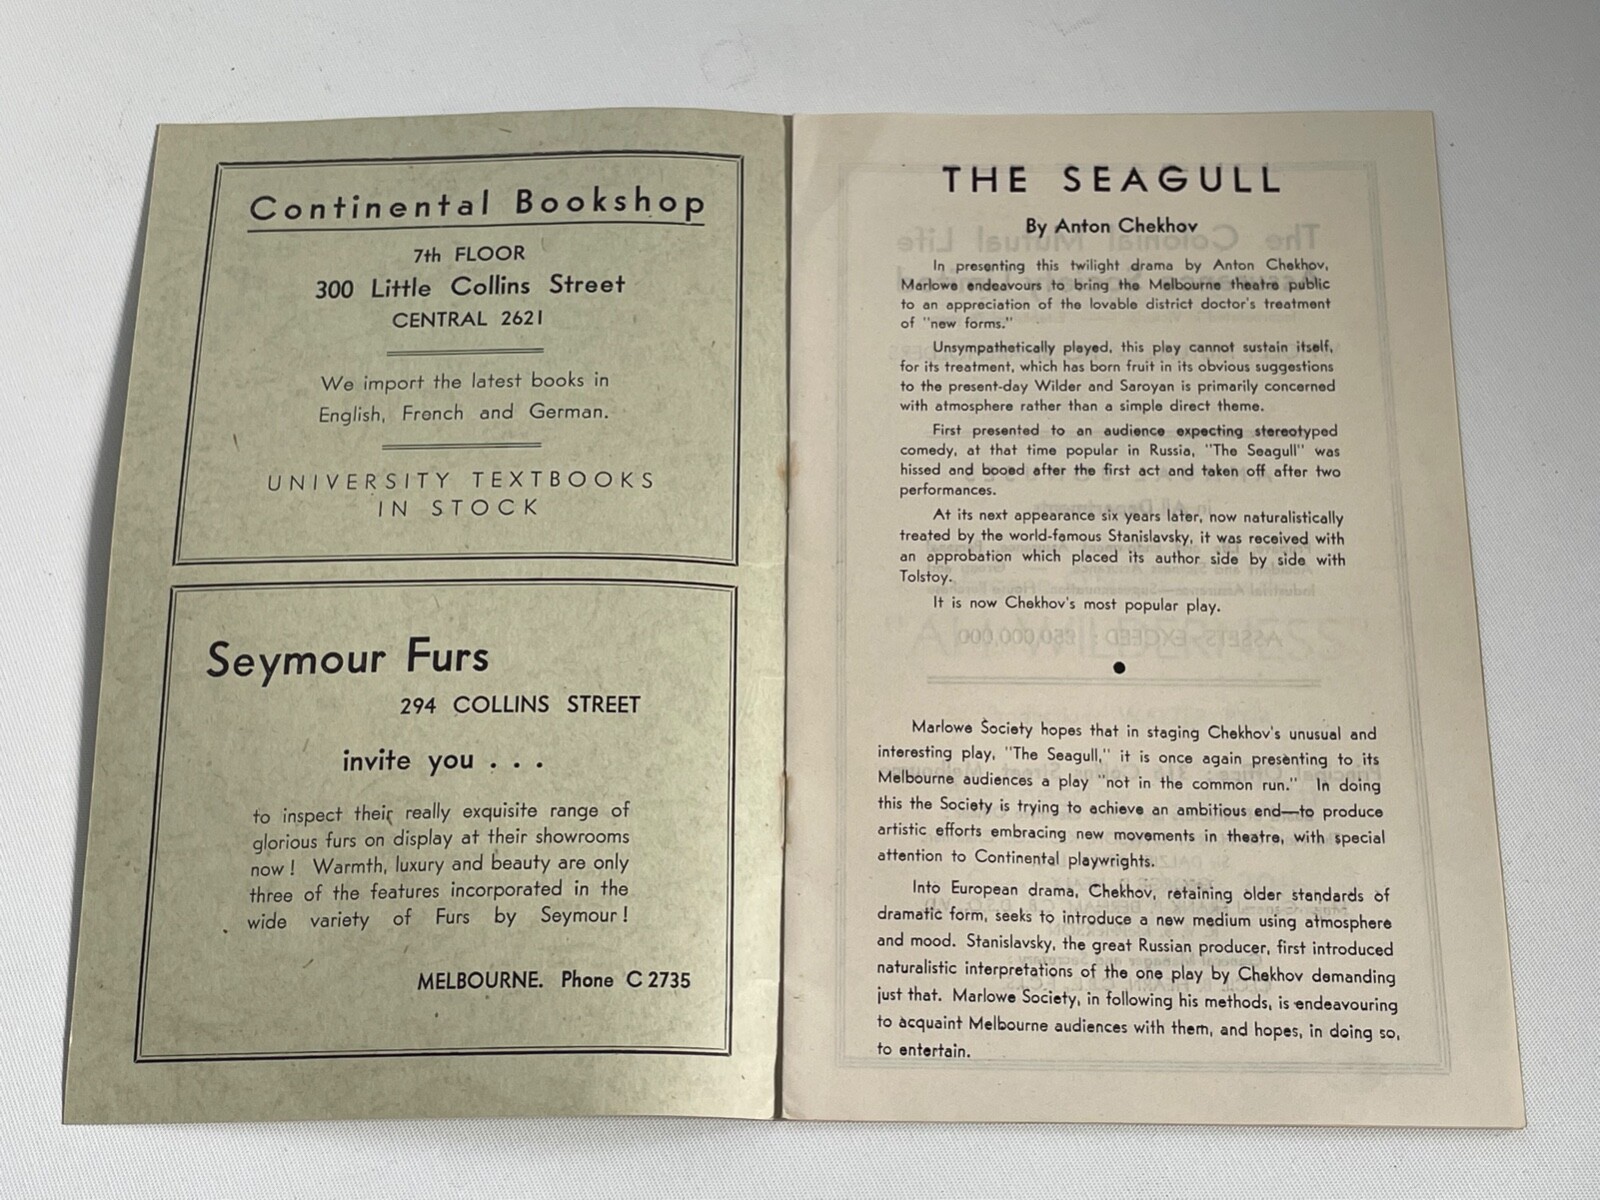 Continental Bookshop
7th FLOOR
300 Little Collins Street
CENTRAL 2621
We import the latest books in
English, French and German.
UNIVERSITY TEXTBOOKS
IN STOCK
Seymour Furs
294 COLLINS STREET
invite you . . .
to inspect their really exquisite range of
glorious furs on display at their showrooms
now! Warmth, luxury and beauty are only
three of the features incorporated in the
wide variety of Furs by Seymour!
MELBOURNE. Phone C 2735
THE SEAGULL
By Anton Chekhov
In presenting this twilight drama by Anton Chekhov,
Marlowe endeavours to bring the Melbourne theatre public
to an appreciation of the lovable district doctor's treatment
of "new forms."
Unsympathetically played, this play cannot sustain itself,
for its treatment, which has born fruit in its obvious suggestions
to the present-day Wilder and Saroyan is primarily concerned
with atmosphere rather than a simple direct theme.
First presented to an audience expecting stereotyped
comedy, at that time popular in Russia, "The Seagull" was
hissed and booed after the first act and taken off after two
performances.
At its next appearance six years later, now naturalistically
treated by the world-famous Stanislavsky, it was received with
an approbation which placed its author side by side with
Tolstoy.
It is now Chekhov's most popular play.
Marlowe Society hopes that in staging Chekhov's unusual and
interesting play, "The Seagull," it is once again presenting to its
Melbourne audiences a play "not in the common run." In doing
this the Society is trying to achieve an ambitious end—to produce
artistic efforts embracing new movements in theatre, with special
attention to Continental playwrights.
Into European drama, Chekhov, retaining older standards of
dramatic form, seeks to introduce a new medium using atmosphere
and mood. Stanislavsky, the great Russian producer, first introduced
naturalistic interpretations of the one play by Chekhov demanding
just that. Marlowe Society, in following his methods, is endeavouring
to acquaint Melbourne audiences with them, and hopes, in doing so,
to entertain.